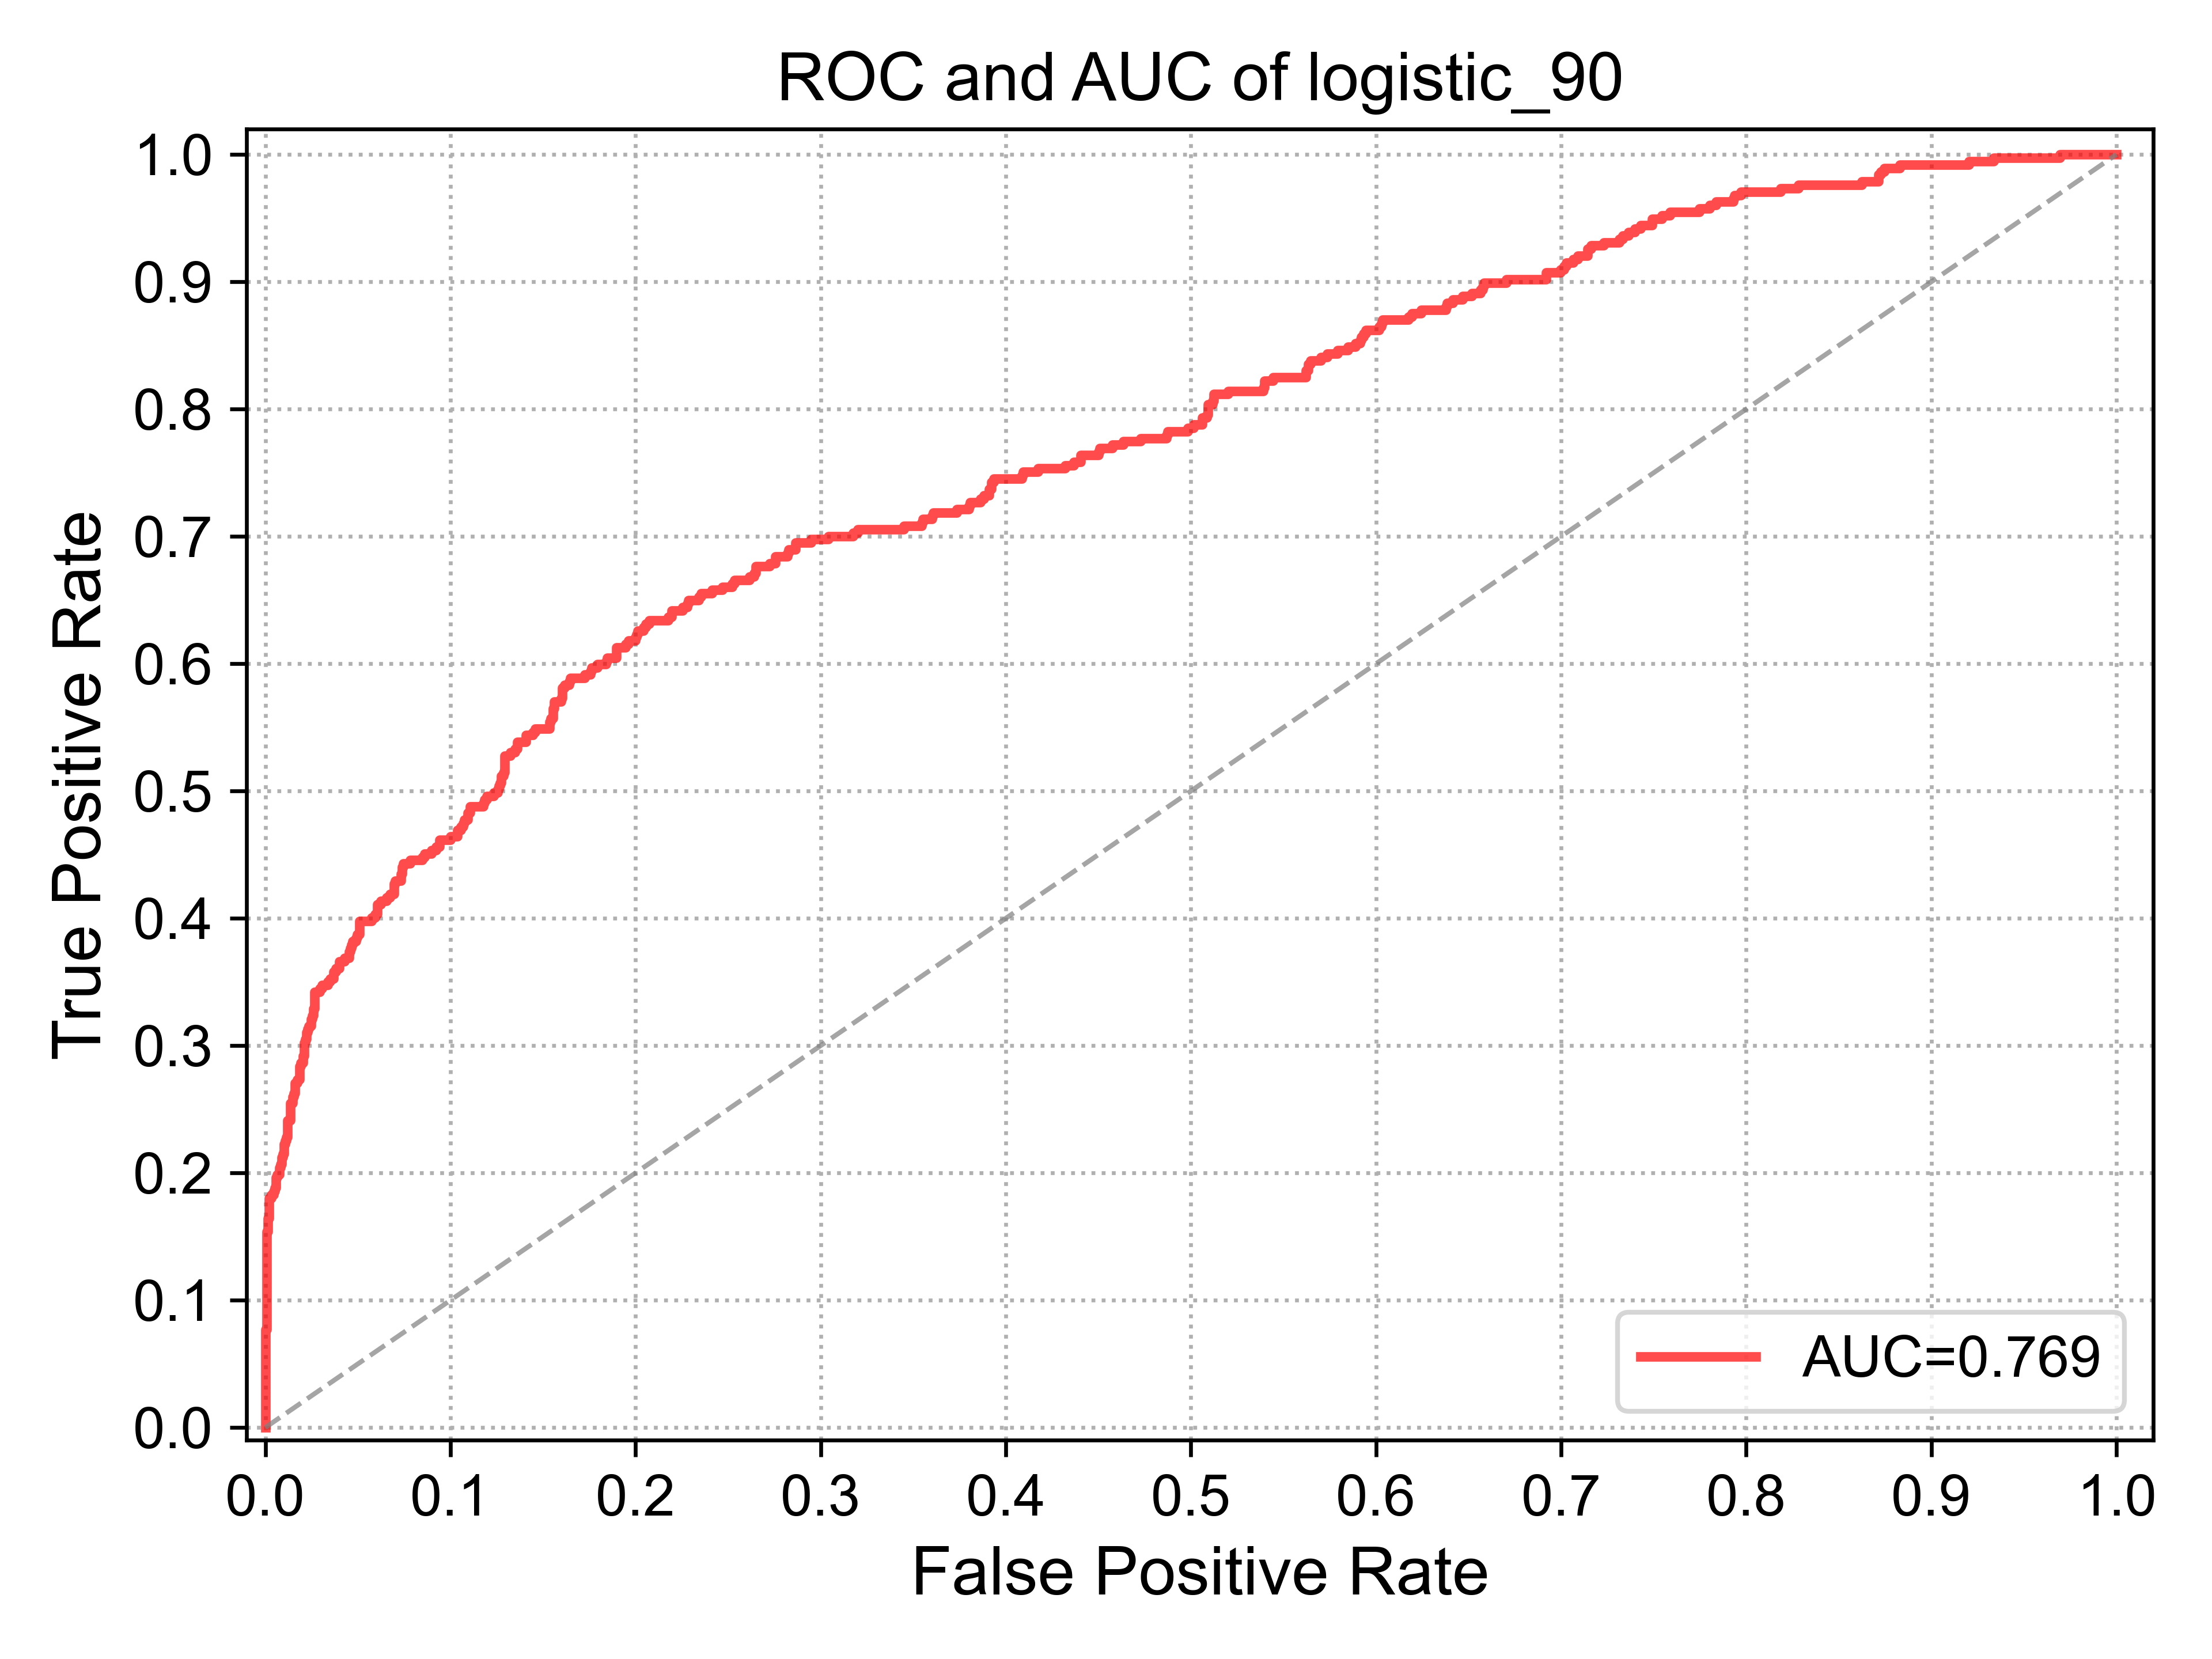 ROC and AUC of logistic_90
1.0
0.9
0.8
0.7
0.6
0.5
0.4
0.3
0.2
0.1
0.0
True Positive Rate
AUC=0.769
0.0 0.1 0.2 0.3 0.4 0.5 0.6 0.7 0.8 0.9 1.0
False Positive Rate